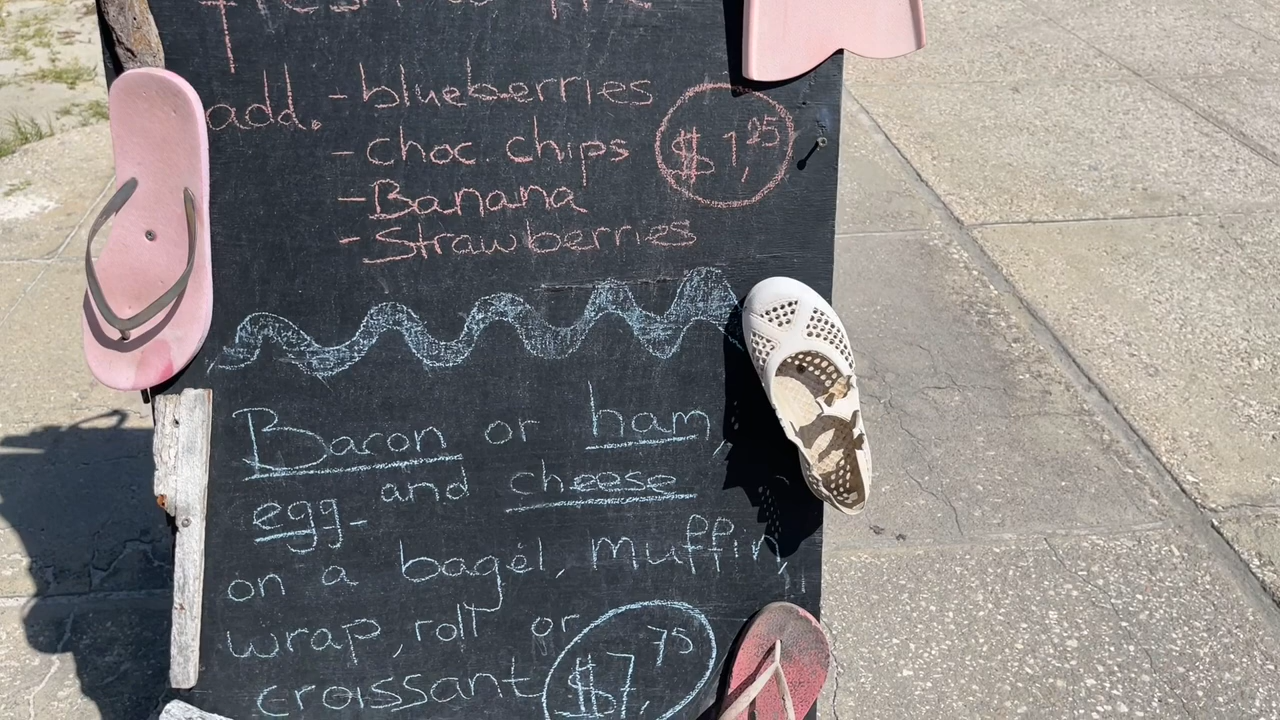 add. - blueberries
- choc. chips $1,25
- Banana
- Strawberries
Bacon or ham,
egg- and cheese
on a bagel, muffin,
wrap, roll or
croissant $7,75